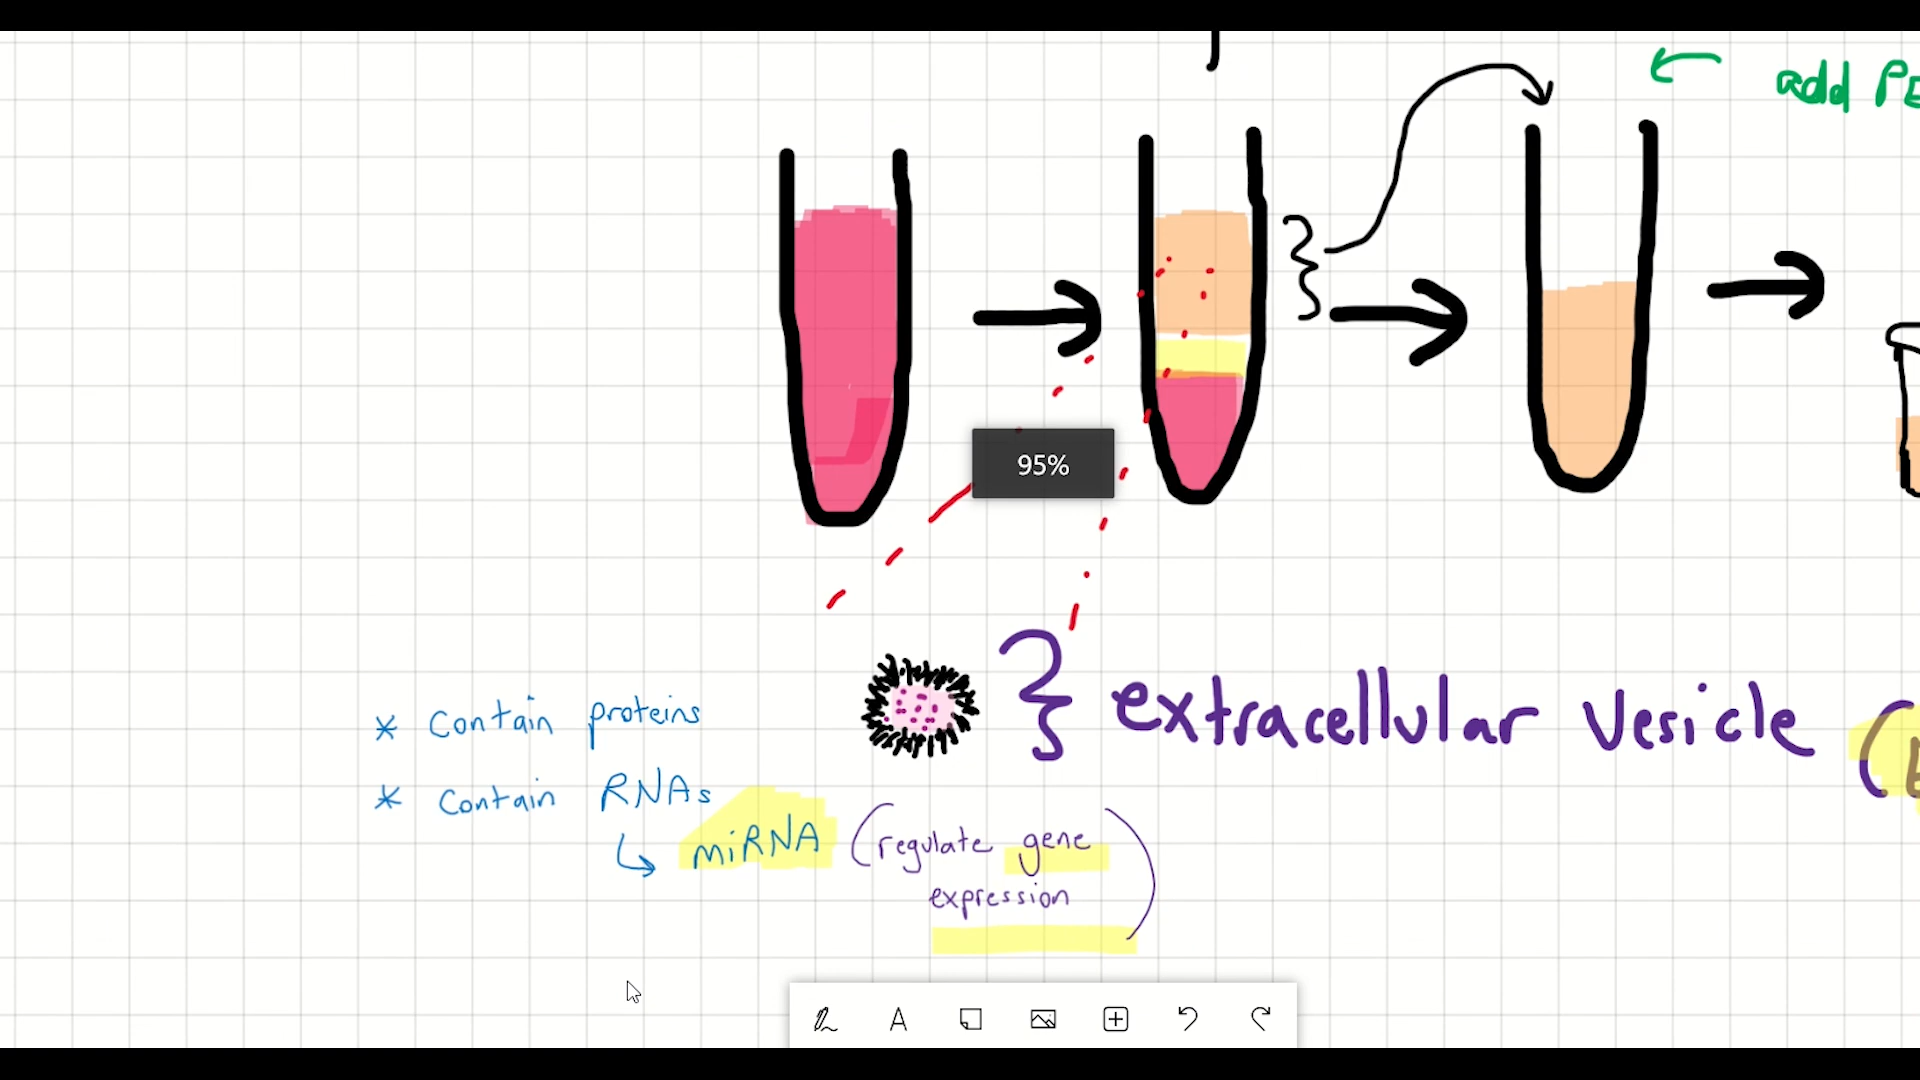 add
95%
extracellular vesicle (
* Contain proteins
* Contain RNAs
↳ miRNA (regulate gene
expression)